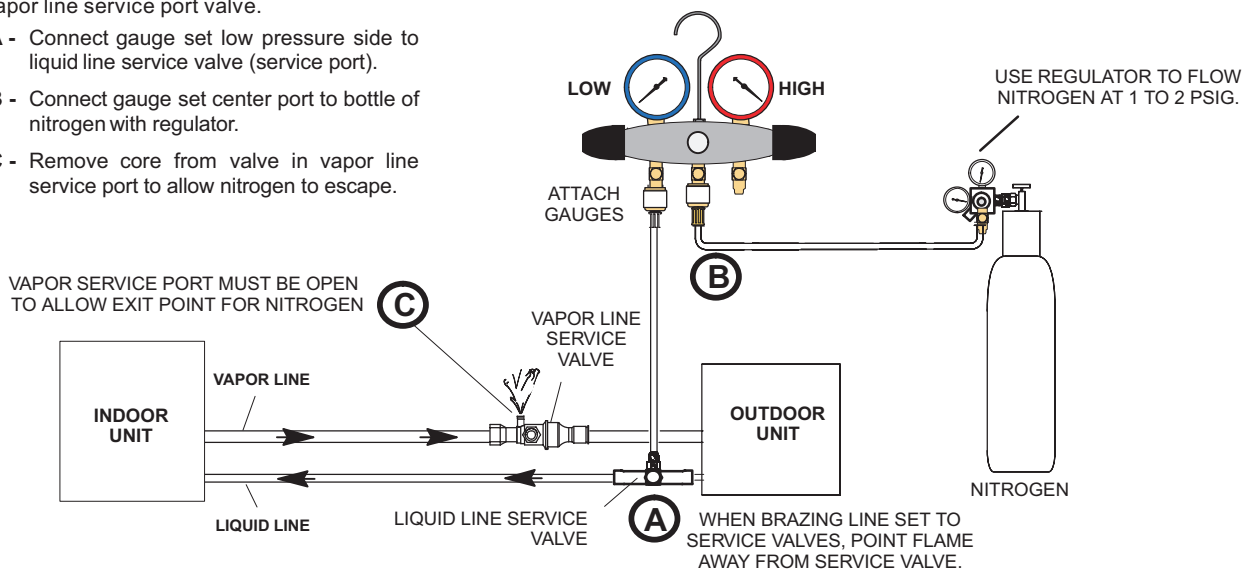 vapor line service port valve.
A - Connect gauge set low pressure side to
liquid line service valve (service port).
B - Connect gauge set center port to bottle of
nitrogen with regulator.
C - Remove core from valve in vapor line
service port to allow nitrogen to escape.
LOW
HIGH
USE REGULATOR TO FLOW
NITROGEN AT 1 TO 2 PSIG.
ATTACH
GAUGES
B
VAPOR SERVICE PORT MUST BE OPEN
TO ALLOW EXIT POINT FOR NITROGEN
C
VAPOR LINE
SERVICE
VALVE
VAPOR LINE
INDOOR
UNIT
OUTDOOR
UNIT
NITROGEN
LIQUID LINE
LIQUID LINE SERVICE
VALVE
A
WHEN BRAZING LINE SET TO
SERVICE VALVES, POINT FLAME
AWAY FROM SERVICE VALVE.